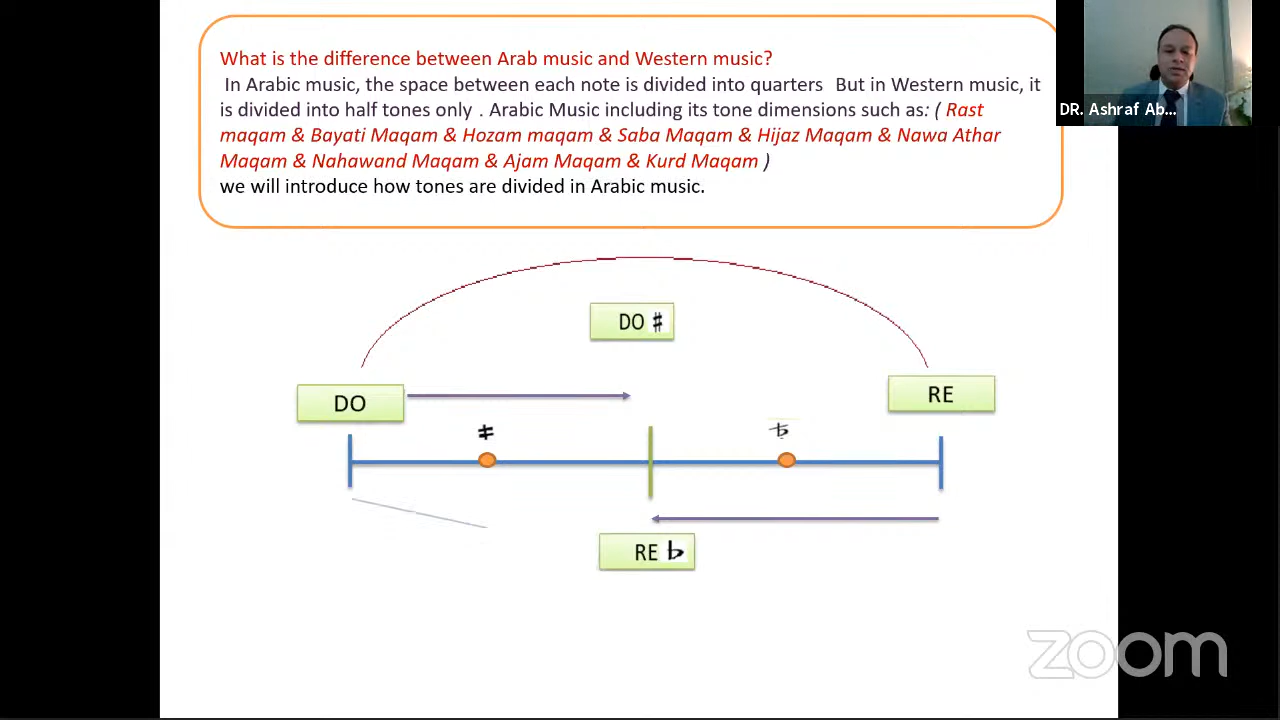 What is the difference between Arab music and Western music?
In Arabic music, the space between each note is divided into quarters But in Western music, it
is divided into half tones only . Arabic Music including its tone dimensions such as: ( Rast
maqam & Bayati Maqam & Hozam maqam & Saba Maqam & Hijaz Maqam & Nawa Athar
Maqam & Nahawand Maqam & Ajam Maqam & Kurd Maqam )
we will introduce how tones are divided in Arabic music.
DR. Ashraf Ab...
DO ♯
DO
RE
RE ♭
zoom